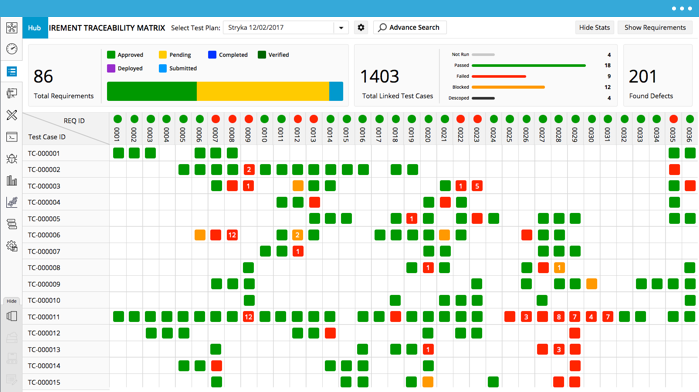 Hub
IREMENT TRACEABILITY MATRIX Select Test Plan: Stryka 12/02/2017 Advance Search Hide Stats Show Requirements
86
Total Requirements
Approved Pending Completed Verified
Deployed Submitted
1403
Total Linked Test Cases
Not Run 4
Passed 18
Failed 9
Blocked 12
Descoped 4
201
Found Defects
REQ ID
Test Case ID
0001 0002 0003 0004 0005 0006 0007 0008 0009 0010 0011 0012 0013 0014 0015 0016 0017 0018 0019 0020 0021 0022 0023 0024 0025 0026 0027 0028 0029 0030 0031 0032 0033 0034 0035 0036
TC-000001
TC-000002 2
TC-000003 1 1 5
TC-000004
TC-000005 1
TC-000006 12 2
TC-000007 1
TC-000008 1 1
TC-000009
TC-000010
TC-000011 12 3 8 7 4 7
TC-000012
TC-000013 1 3
TC-000014
TC-000015
Hide